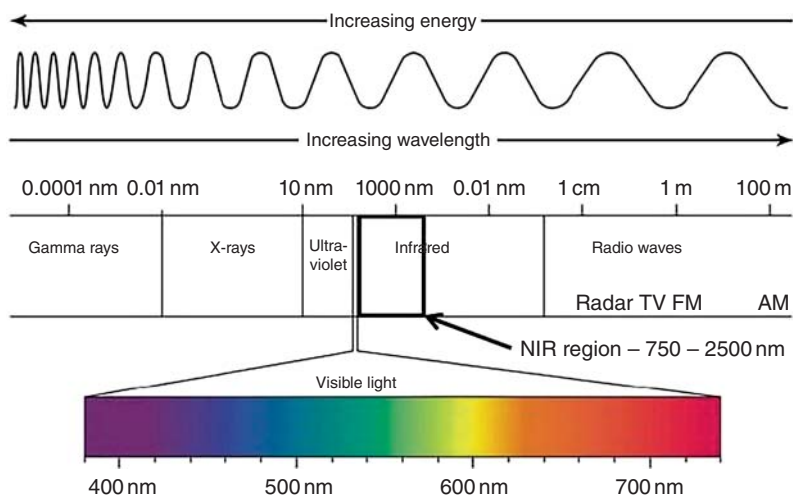 Increasing energy
Increasing wavelength
0.0001 nm 0.01 nm 10 nm 1000 nm 0.01 nm 1 cm 1 m 100 m
Gamma rays X-rays Ultra- Infrared Radio waves
violet
Radar TV FM AM
NIR region – 750 – 2500 nm
Visible light
400 nm 500 nm 600 nm 700 nm